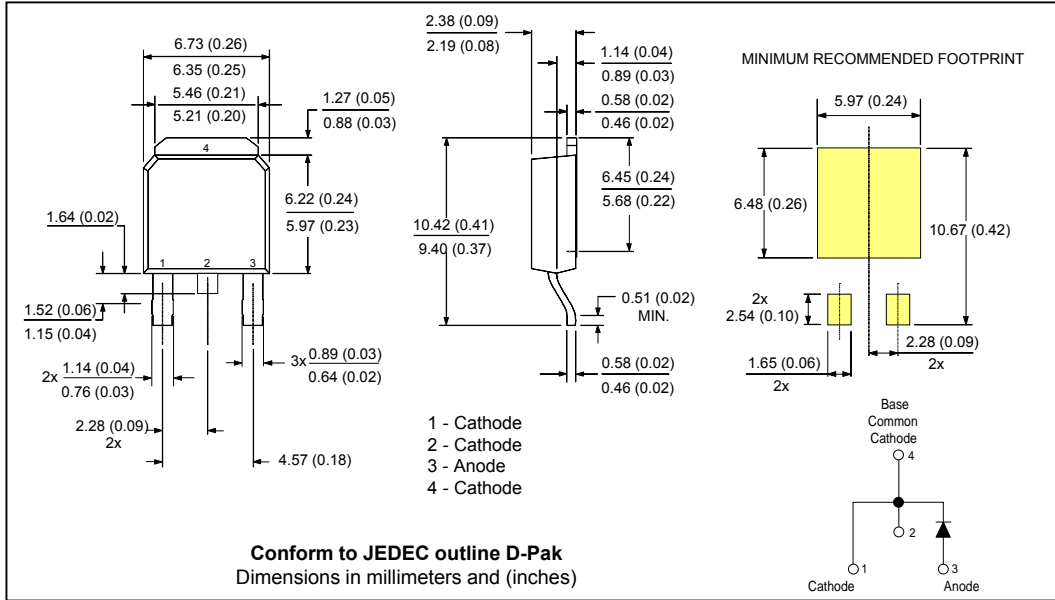 6.73 (0.26)
6.35 (0.25)
5.46 (0.21)
5.21 (0.20)
1.27 (0.05)
0.88 (0.03)
4
6.22 (0.24)
5.97 (0.23)
1.64 (0.02)
1 2 3
1.52 (0.06)
1.15 (0.04)
2x 1.14 (0.04)
0.76 (0.03)
3x 0.89 (0.03)
0.64 (0.02)
2.28 (0.09)
2x
4.57 (0.18)
2.38 (0.09)
2.19 (0.08)
1.14 (0.04)
0.89 (0.03)
0.58 (0.02)
0.46 (0.02)
6.45 (0.24)
5.68 (0.22)
10.42 (0.41)
9.40 (0.37)
0.51 (0.02)
MIN.
0.58 (0.02)
0.46 (0.02)
1 - Cathode
2 - Cathode
3 - Anode
4 - Cathode
MINIMUM RECOMMENDED FOOTPRINT
5.97 (0.24)
6.48 (0.26)
10.67 (0.42)
2x
2.54 (0.10)
2.28 (0.09)
2x
1.65 (0.06)
2x
Base
Common
Cathode
4
2
1 3
Cathode Anode
Conform to JEDEC outline D-Pak
Dimensions in millimeters and (inches)